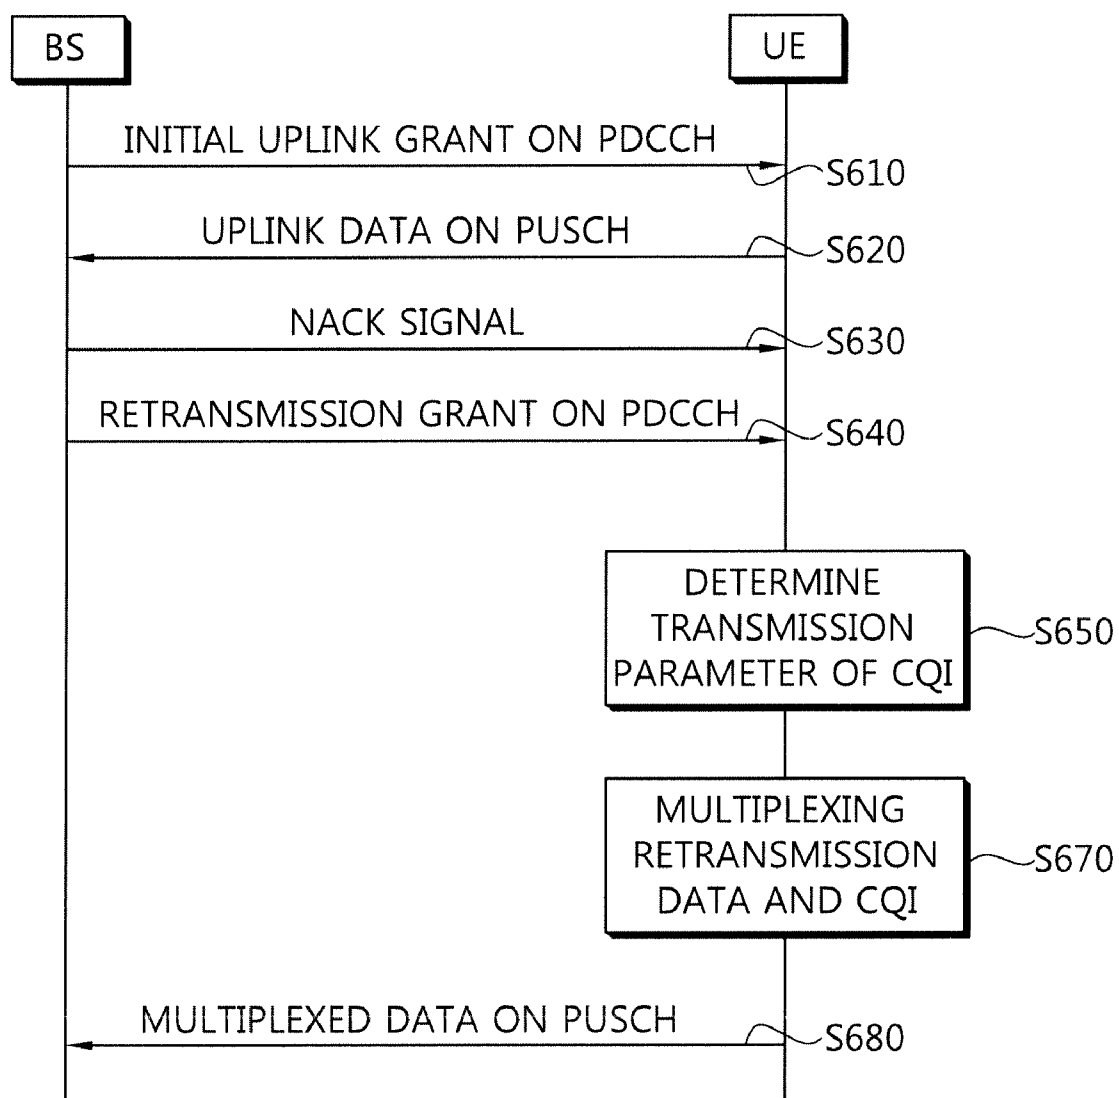 BS
UE
INITIAL UPLINK GRANT ON PDCCH
S610
UPLINK DATA ON PUSCH
S620
NACK SIGNAL
S630
RETRANSMISSION GRANT ON PDCCH
S640
DETERMINE
TRANSMISSION
PARAMETER OF CQI
S650
MULTIPLEXING
RETRANSMISSION
DATA AND CQI
S670
MULTIPLEXED DATA ON PUSCH
S680